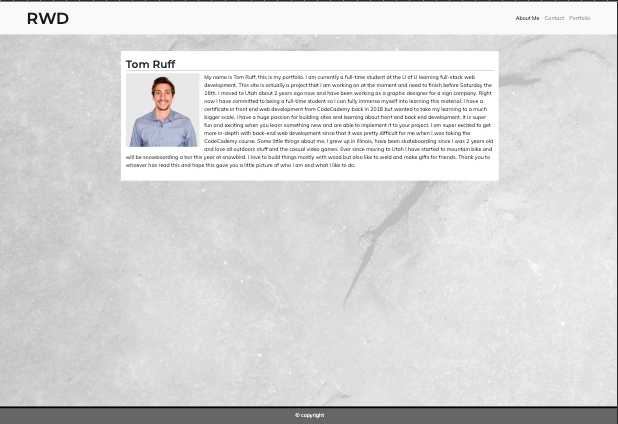 RWD
About Me Contact Portfolio
Tom Ruff
My name is Tom Ruff, this is my portfolio. I am currently a full-time student at the U of U learning full-stack web
development. This site is actually a project that I am working on at the moment and need to finish before Saturday the
16th. I moved to Utah about 2 years ago now and have been working as a graphic designer for a sign company. Right
now I have committed to being a full-time student so I can fully immerse myself into learning this material. I have a
certificate in front end web development from CodeCademy back in 2018 but wanted to take my learning to a much
bigger scale. I have a huge passion for building sites and learning about front and back end development. It is super
fun and exciting when you learn something new and are able to implement it to your project. I am super excited to get
more in-depth with back-end web development since that it was pretty difficult for me when I was taking the
CodeCademy course. Some little things about me, I grew up in Illinois, have been skateboarding since I was 2 years old
and love all outdoors stuff and the casual video games. Ever since moving to Utah I have started to mountain bike and
will be snowboarding a ton this year at snowbird. I love to build things mostly with wood but also like to weld and make gifts for friends. Thank you to
whoever has read this and hope this gave you a little picture of who I am and what I like to do.
© copyright